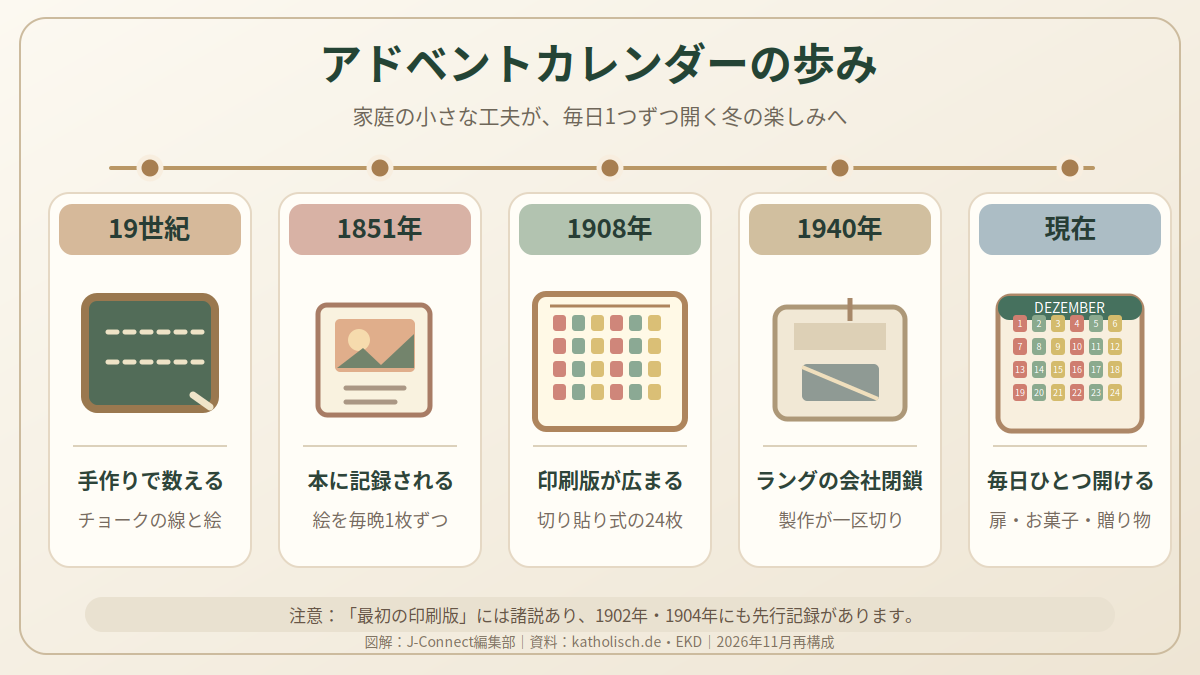 アドベントカレンダーの歩み
家庭の小さな工夫が、毎日1つずつ開く冬の楽しみへ
19世紀
手作りで数える
チョークの線と絵
1851年
本に記録される
絵を毎晩1枚ずつ
1908年
印刷版が広まる
切り貼り式の24枚
1940年
ラングの会社閉鎖
製作が一区切り
現在
DEZEMBER
1 2 3 4 5 6
7 8 9 10 11 12
13 14 15 16 17 18
19 20 21 22 23 24
毎日ひとつ開ける
扉・お菓子・贈り物
注意：「最初の印刷版」には諸説あり、1902年・1904年にも先行記録があります。
図解：J-Connect編集部｜資料：katholisch.de・EKD｜2026年11月再構成